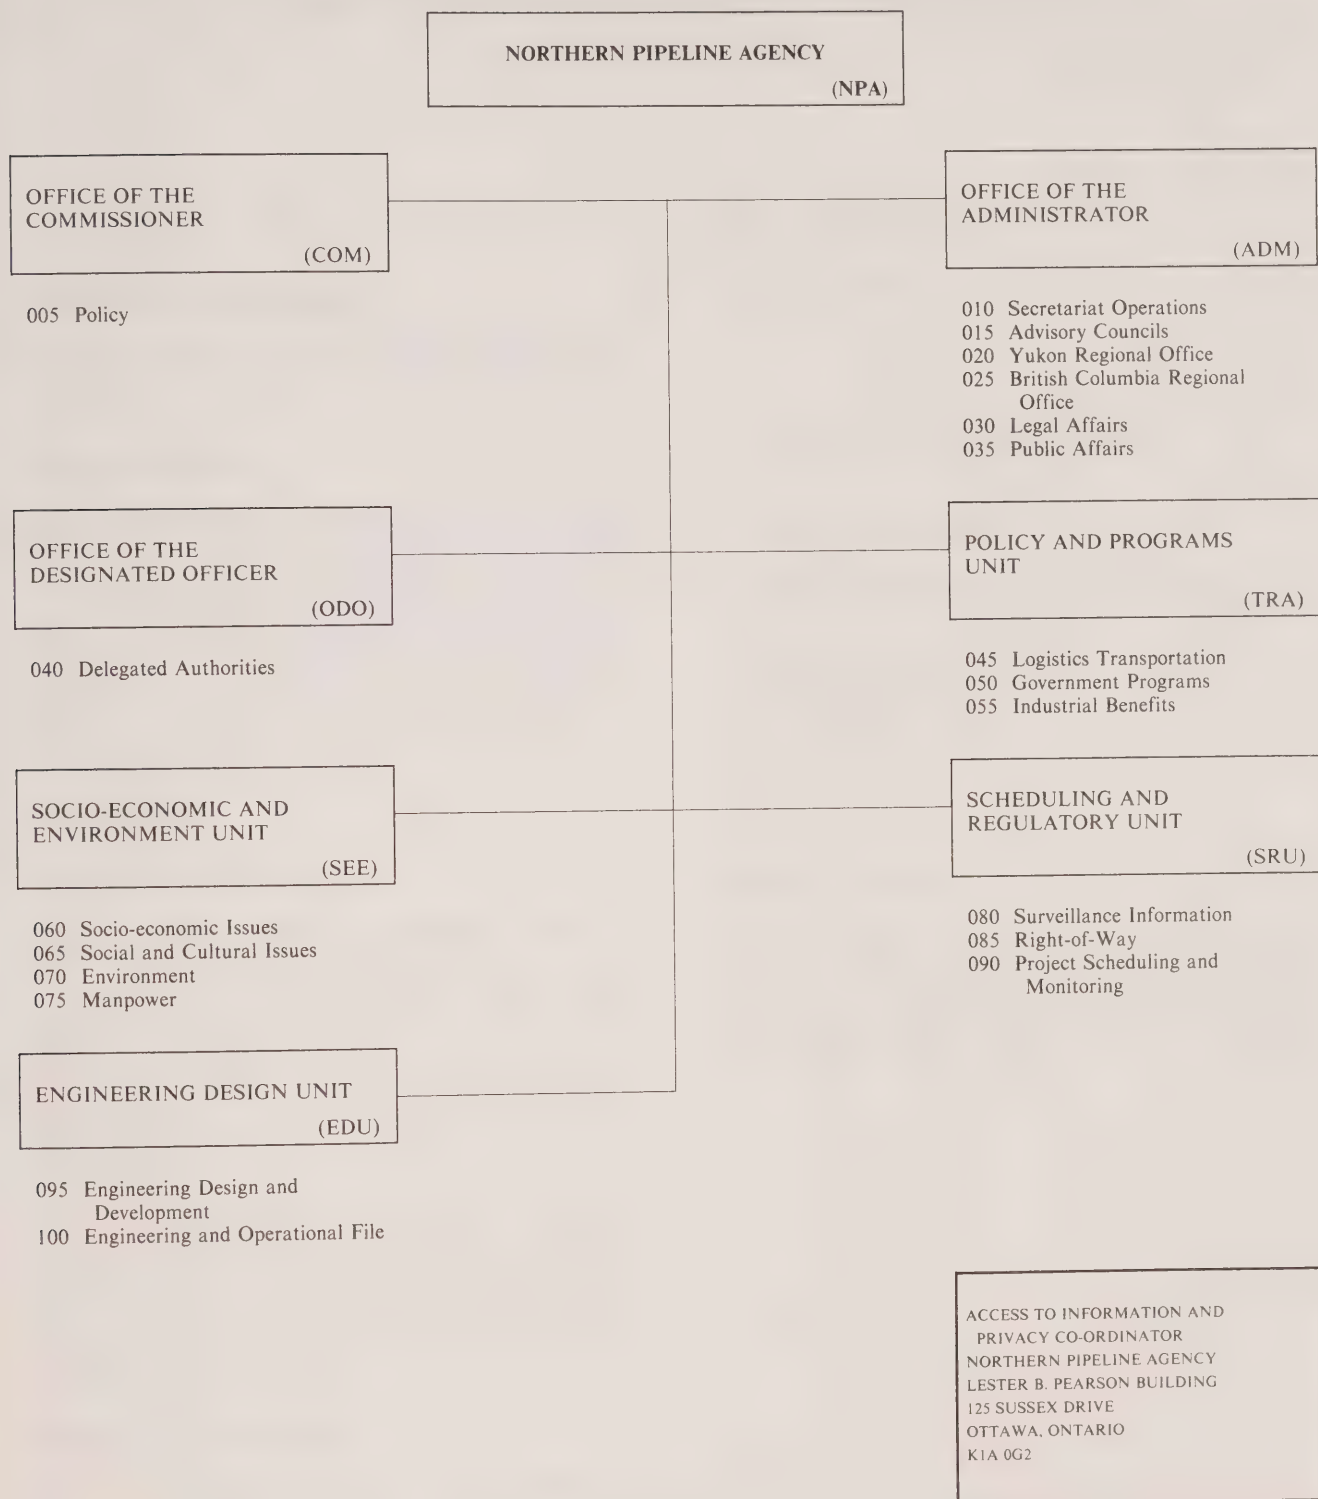 NORTHERN PIPELINE AGENCY
(NPA)
OFFICE OF THE
COMMISSIONER
(COM)
005 Policy
OFFICE OF THE
ADMINISTRATOR
(ADM)
010 Secretariat Operations
015 Advisory Councils
020 Yukon Regional Office
025 British Columbia Regional
Office
030 Legal Affairs
035 Public Affairs
OFFICE OF THE
DESIGNATED OFFICER
(ODO)
040 Delegated Authorities
POLICY AND PROGRAMS
UNIT
(TRA)
045 Logistics Transportation
050 Government Programs
055 Industrial Benefits
SOCIO-ECONOMIC AND
ENVIRONMENT UNIT
(SEE)
060 Socio-economic Issues
065 Social and Cultural Issues
070 Environment
075 Manpower
SCHEDULING AND
REGULATORY UNIT
(SRU)
080 Surveillance Information
085 Right-of-Way
090 Project Scheduling and
Monitoring
ENGINEERING DESIGN UNIT
(EDU)
095 Engineering Design and
Development
100 Engineering and Operational File
ACCESS TO INFORMATION AND
PRIVACY CO-ORDINATOR
NORTHERN PIPELINE AGENCY
LESTER B. PEARSON BUILDING
125 SUSSEX DRIVE
OTTAWA, ONTARIO
K1A 0G2